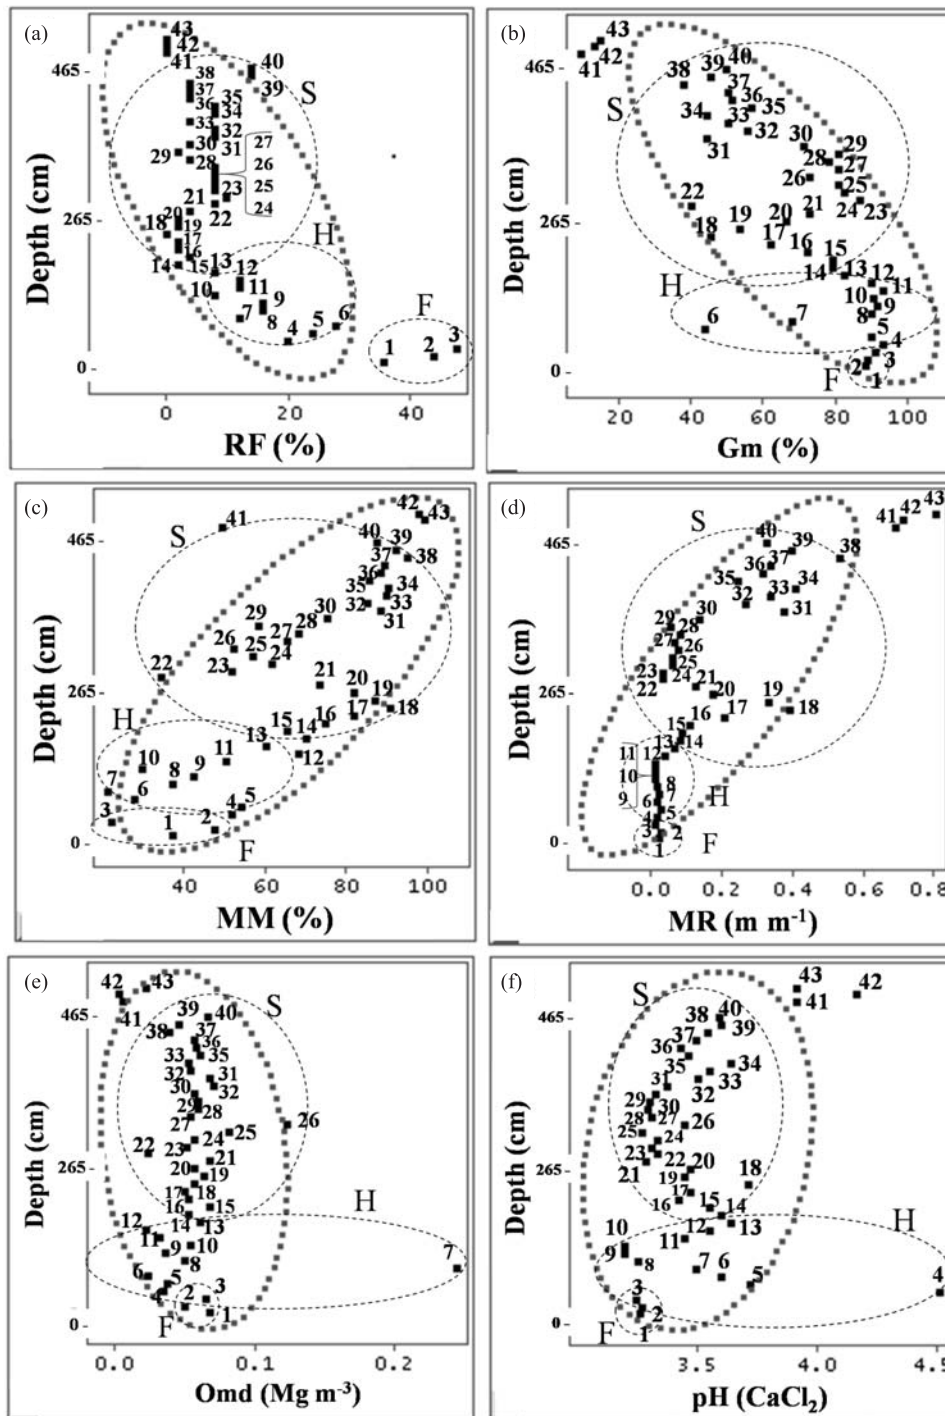 (a)
43
42
41
465
40
38
39
S
37
36 35
34
33 32
30 31 27
29 28 26
23 25
21 24
265
20 22
18 19
17
H
16
14 15 13 12
10 11
9
7 8 6
F
4 5
1 2 3
0
0 20 40
RF (%)
Depth (cm)
(b)
43
42
41
465
39 40
38 37
36
S
34 33 35
32
31 30 29
28 27
26 25
22 24 23
265
21
18 19 20
17
16 15
14 13 12
H
11
10 9
6 7 8
5
4
2 3
0
F 1
20 40 60 80 100
Gm (%)
Depth (cm)
(c)
42 43
41
S
465
40 39
37 38
36
35 34
32 33
31
30
29 28
26 25 27
24
22 23
21 20
265
19
17 18
H
15 14 16
13
12
11
10 9
8
7 6
5
4
3 2
1
0
F
40 60 80 100
MM (%)
Depth (cm)
(d)
43
42
41
S
465
40 39
38
37
36
35 34
33
32 31
30
29 28
27 26
25
23 24
22 21
265
20 19
18
17
16
15
13 14
12
11
10
9
8
7
6 H
5
4
3 2
1
0
F
0.0 0.2 0.4 0.6 0.8
MR (m m-1)
Depth (cm)
(e)
42 43
41
S
465
39 40
38 37
36
33 35
32 31
30 32
29 28
27 26
25
24
22 23
21
265
20
19
17 18
16 15
H
12 14 13
11
10
9 8
7
6 5
4 3
2
1
0
F
0.0 0.1 0.2
Omd (Mg m-3)
Depth (cm)
(f)
43
42
41
S
465
38 40
39
37
36
35 34
33
31 32
29 30
28 27
26
25 24
23 22
21 20
265
19 18
17
16 15 14
H
12 13
10 11
9 8
7 6
5 4
3
2
0
F 1
3.5 4.0 4.5
pH (CaCl2)
Depth (cm)